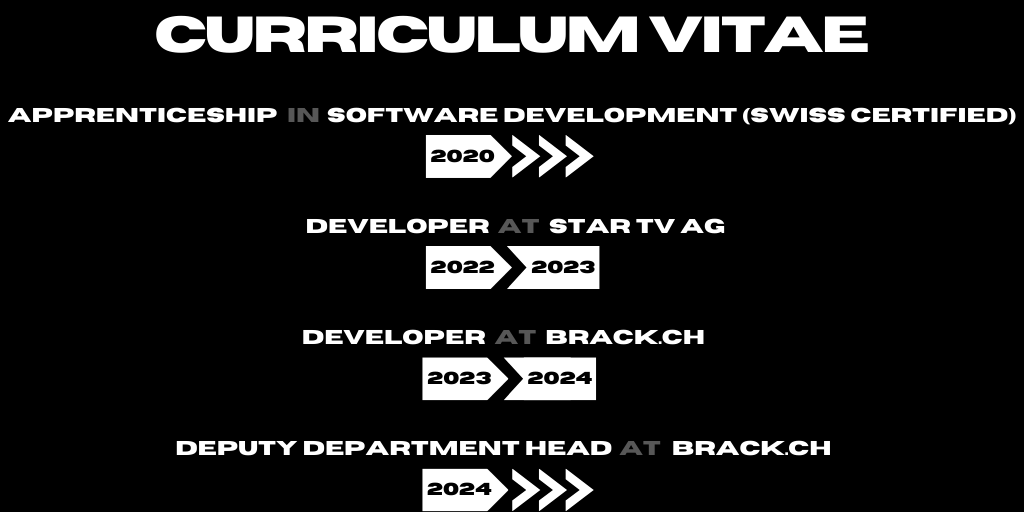 CURRICULUM VITAE
APPRENTICESHIP IN SOFTWARE DEVELOPMENT (SWISS CERTIFIED)
2020
DEVELOPER AT STAR TV AG
2022 2023
DEVELOPER AT BRACK.CH
2023 2024
DEPUTY DEPARTMENT HEAD AT BRACK.CH
2024